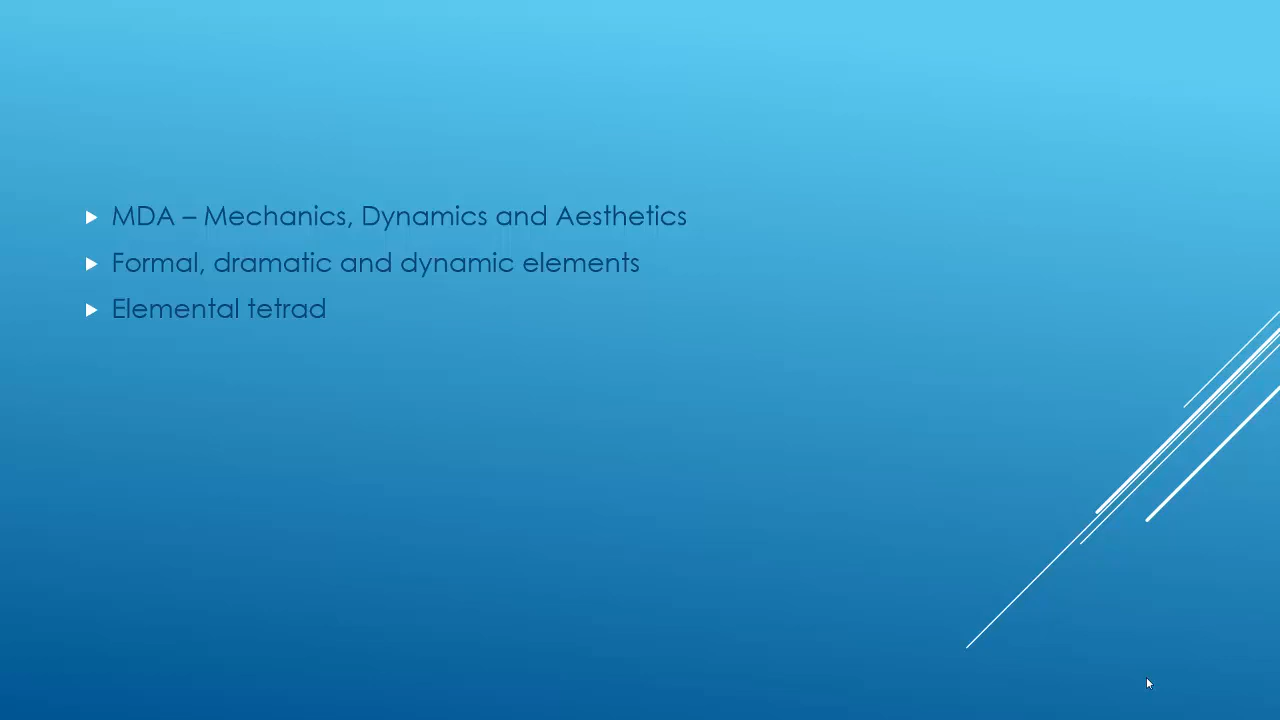 MDA – Mechanics, Dynamics and Aesthetics
Formal, dramatic and dynamic elements
Elemental tetrad